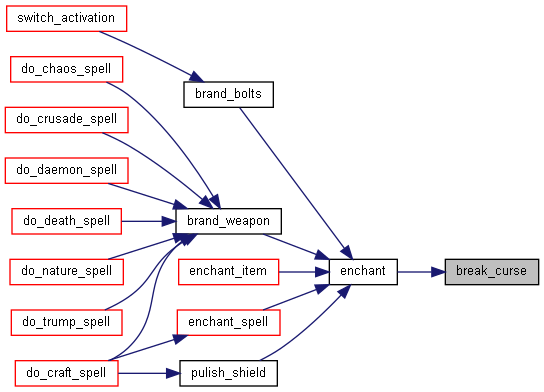 switch_activation
do_chaos_spell
brand_bolts
do_crusade_spell
do_daemon_spell
do_death_spell
brand_weapon
do_nature_spell
enchant_item
enchant
break_curse
do_trump_spell
enchant_spell
do_craft_spell
pulish_shield